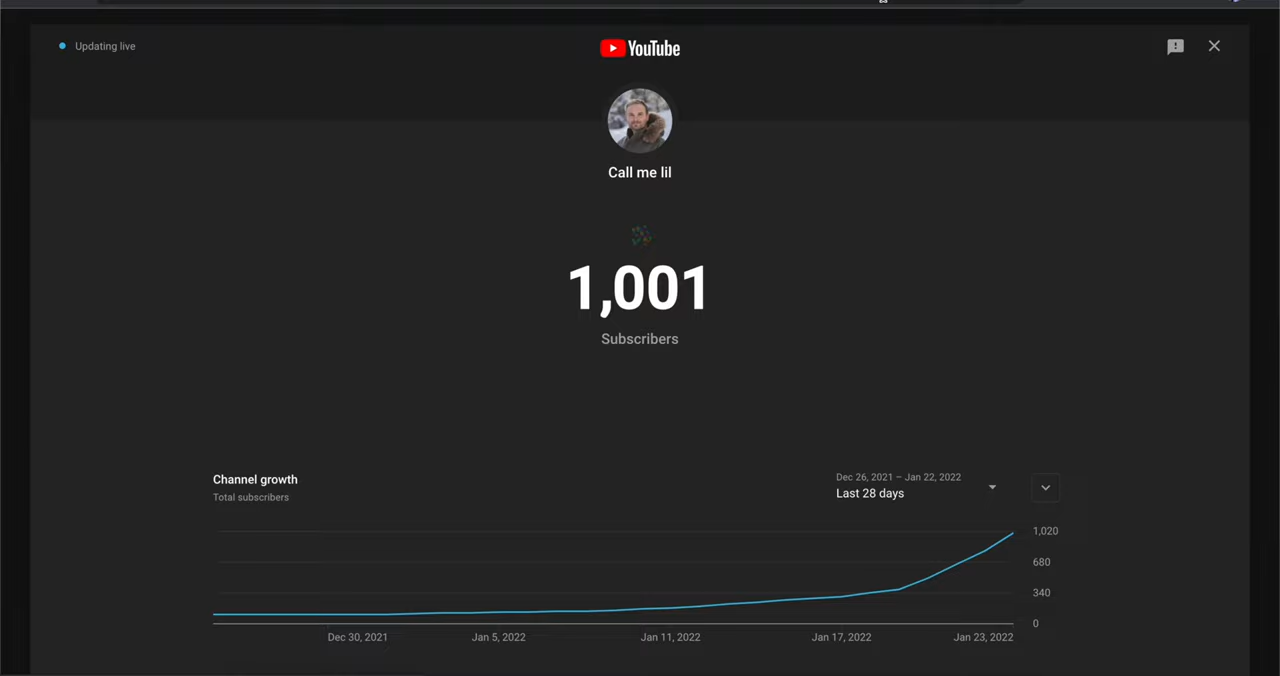 Updating live
YouTube
Call me lil
1,001
Subscribers
Channel growth
Total subscribers
Dec 26, 2021 – Jan 22, 2022
Last 28 days
1,020
680
340
0
Dec 30, 2021
Jan 5, 2022
Jan 11, 2022
Jan 17, 2022
Jan 23, 2022